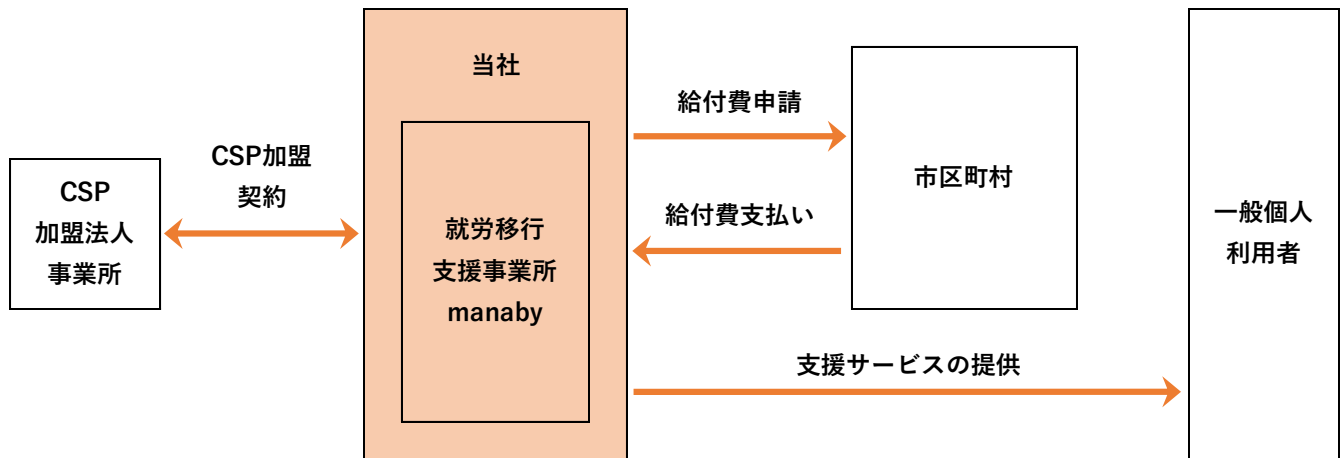 CSP
加盟法人
事業所
CSP加盟
契約
当社
就労移行
支援事業所
manaby
給付費申請
給付費支払い
市区町村
支援サービスの提供
一般個人
利用者